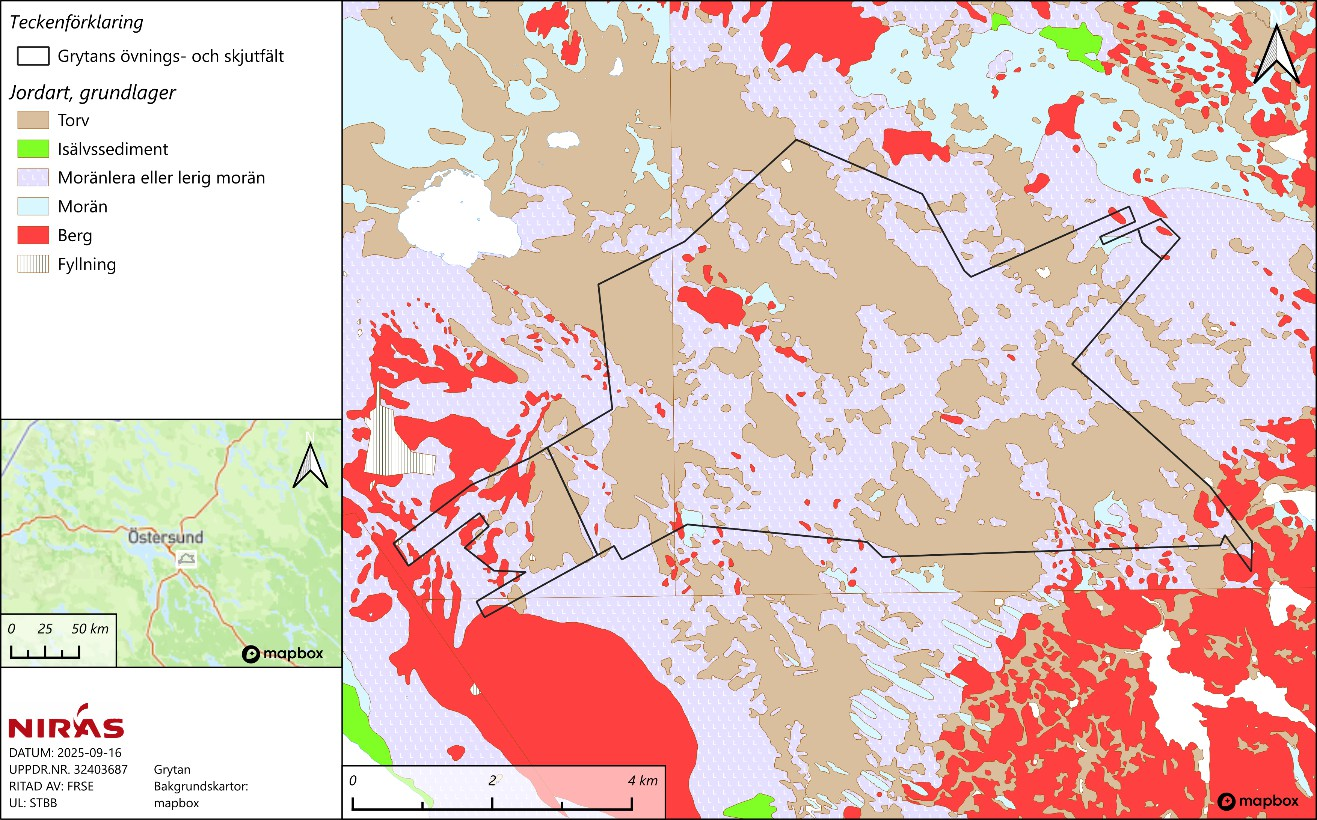 Teckenförklaring
Grytans övnings- och skjutfält
Jordart, grundlager
Torv
Isälvssediment
Moränlera eller lerig morän
Morän
Berg
Fyllning
Östersund
0 25 50 km
mapbox
NIRÁS
DATUM: 2025-09-16
UPPDR.NR. 32403687
RITAD AV: FRSE
UL: STBB
Grytan
Bakgrundskartor:
mapbox
0 2 4 km
mapbox